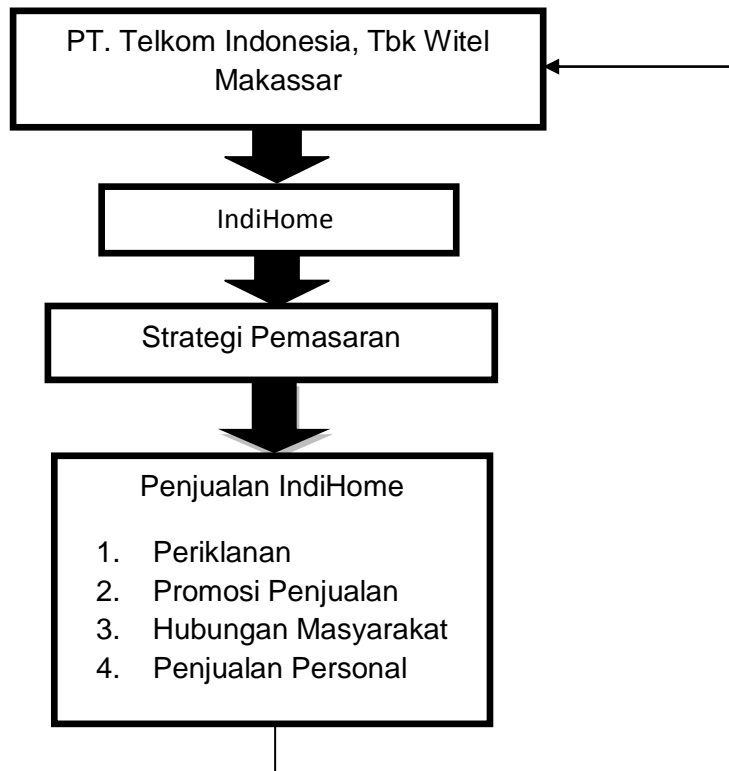 PT. Telkom Indonesia, Tbk Witel
Makassar
IndiHome
Strategi Pemasaran
Penjualan IndiHome
1. Periklanan
2. Promosi Penjualan
3. Hubungan Masyarakat
4. Penjualan Personal